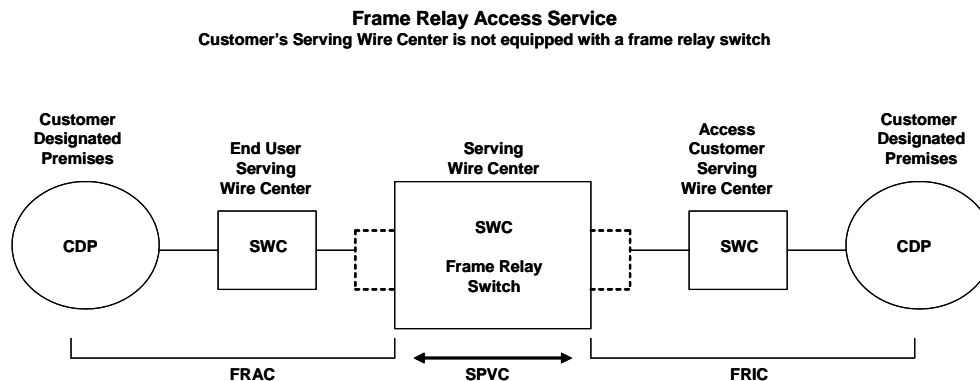 Frame Relay Access Service
Customer's Serving Wire Center is not equipped with a frame relay switch
Customer
Designated
Premises
End User
Serving
Wire Center
Serving
Wire Center
Access
Customer
Serving
Wire Center
Customer
Designated
Premises
CDP
SWC
SWC
Frame Relay
Switch
SWC
CDP
FRAC
SPVC
FRIC